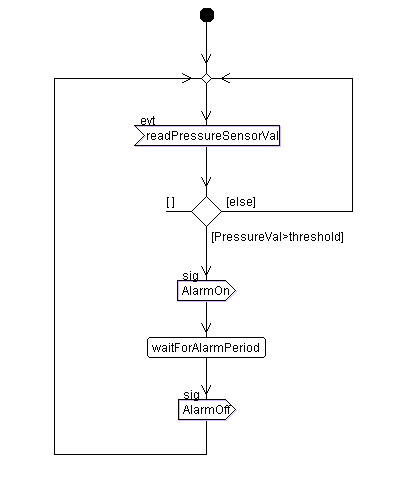 evt
readPressureSensorVal
[ ]
[else]
[PressureVal>threshold]
sig
AlarmOn
waitForAlarmPeriod
sig
AlarmOff